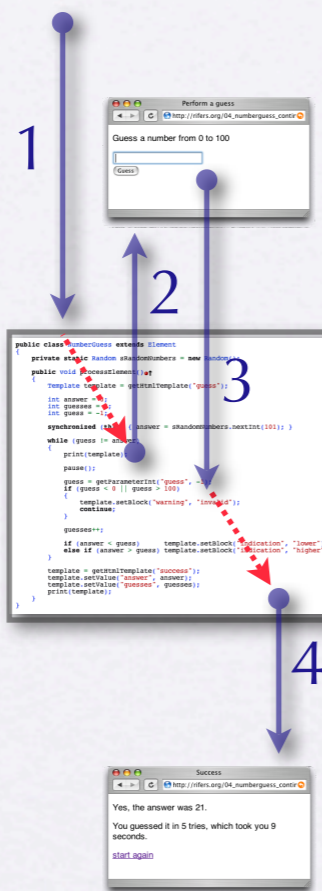 1
Perform a guess
http://rifers.org/04_numberguess_contin
Guess a number from 0 to 100
Guess
2
3
public class NumberGuess extends Element
{
private static Random sRandomNumbers = new Random();
public void processElement()
{
Template template = getHtmlTemplate("guess");
int answer =
int guesses =
int guess = -1;
synchronized { answer = sRandomNumbers.nextInt(101); }
while (guess != answer)
{
print(template);
pause();
guess = getParameterInt("guess",
if (guess < 0 || guess > 100)
{
template.setBlock("warning", "invalid");
continue;
}
guesses++;
if (answer < guess) template.setBlock("indication", "lower"
else if (answer > guess) template.setBlock("indication", "higher"
}
template = getHtmlTemplate("success");
template.setValue("answer", answer);
template.setValue("guesses", guesses);
print(template);
}
}
4
Success
http://rifers.org/04_numberguess_contin
Yes, the answer was 21.
You guessed it in 5 tries, which took you 9
seconds.
start again